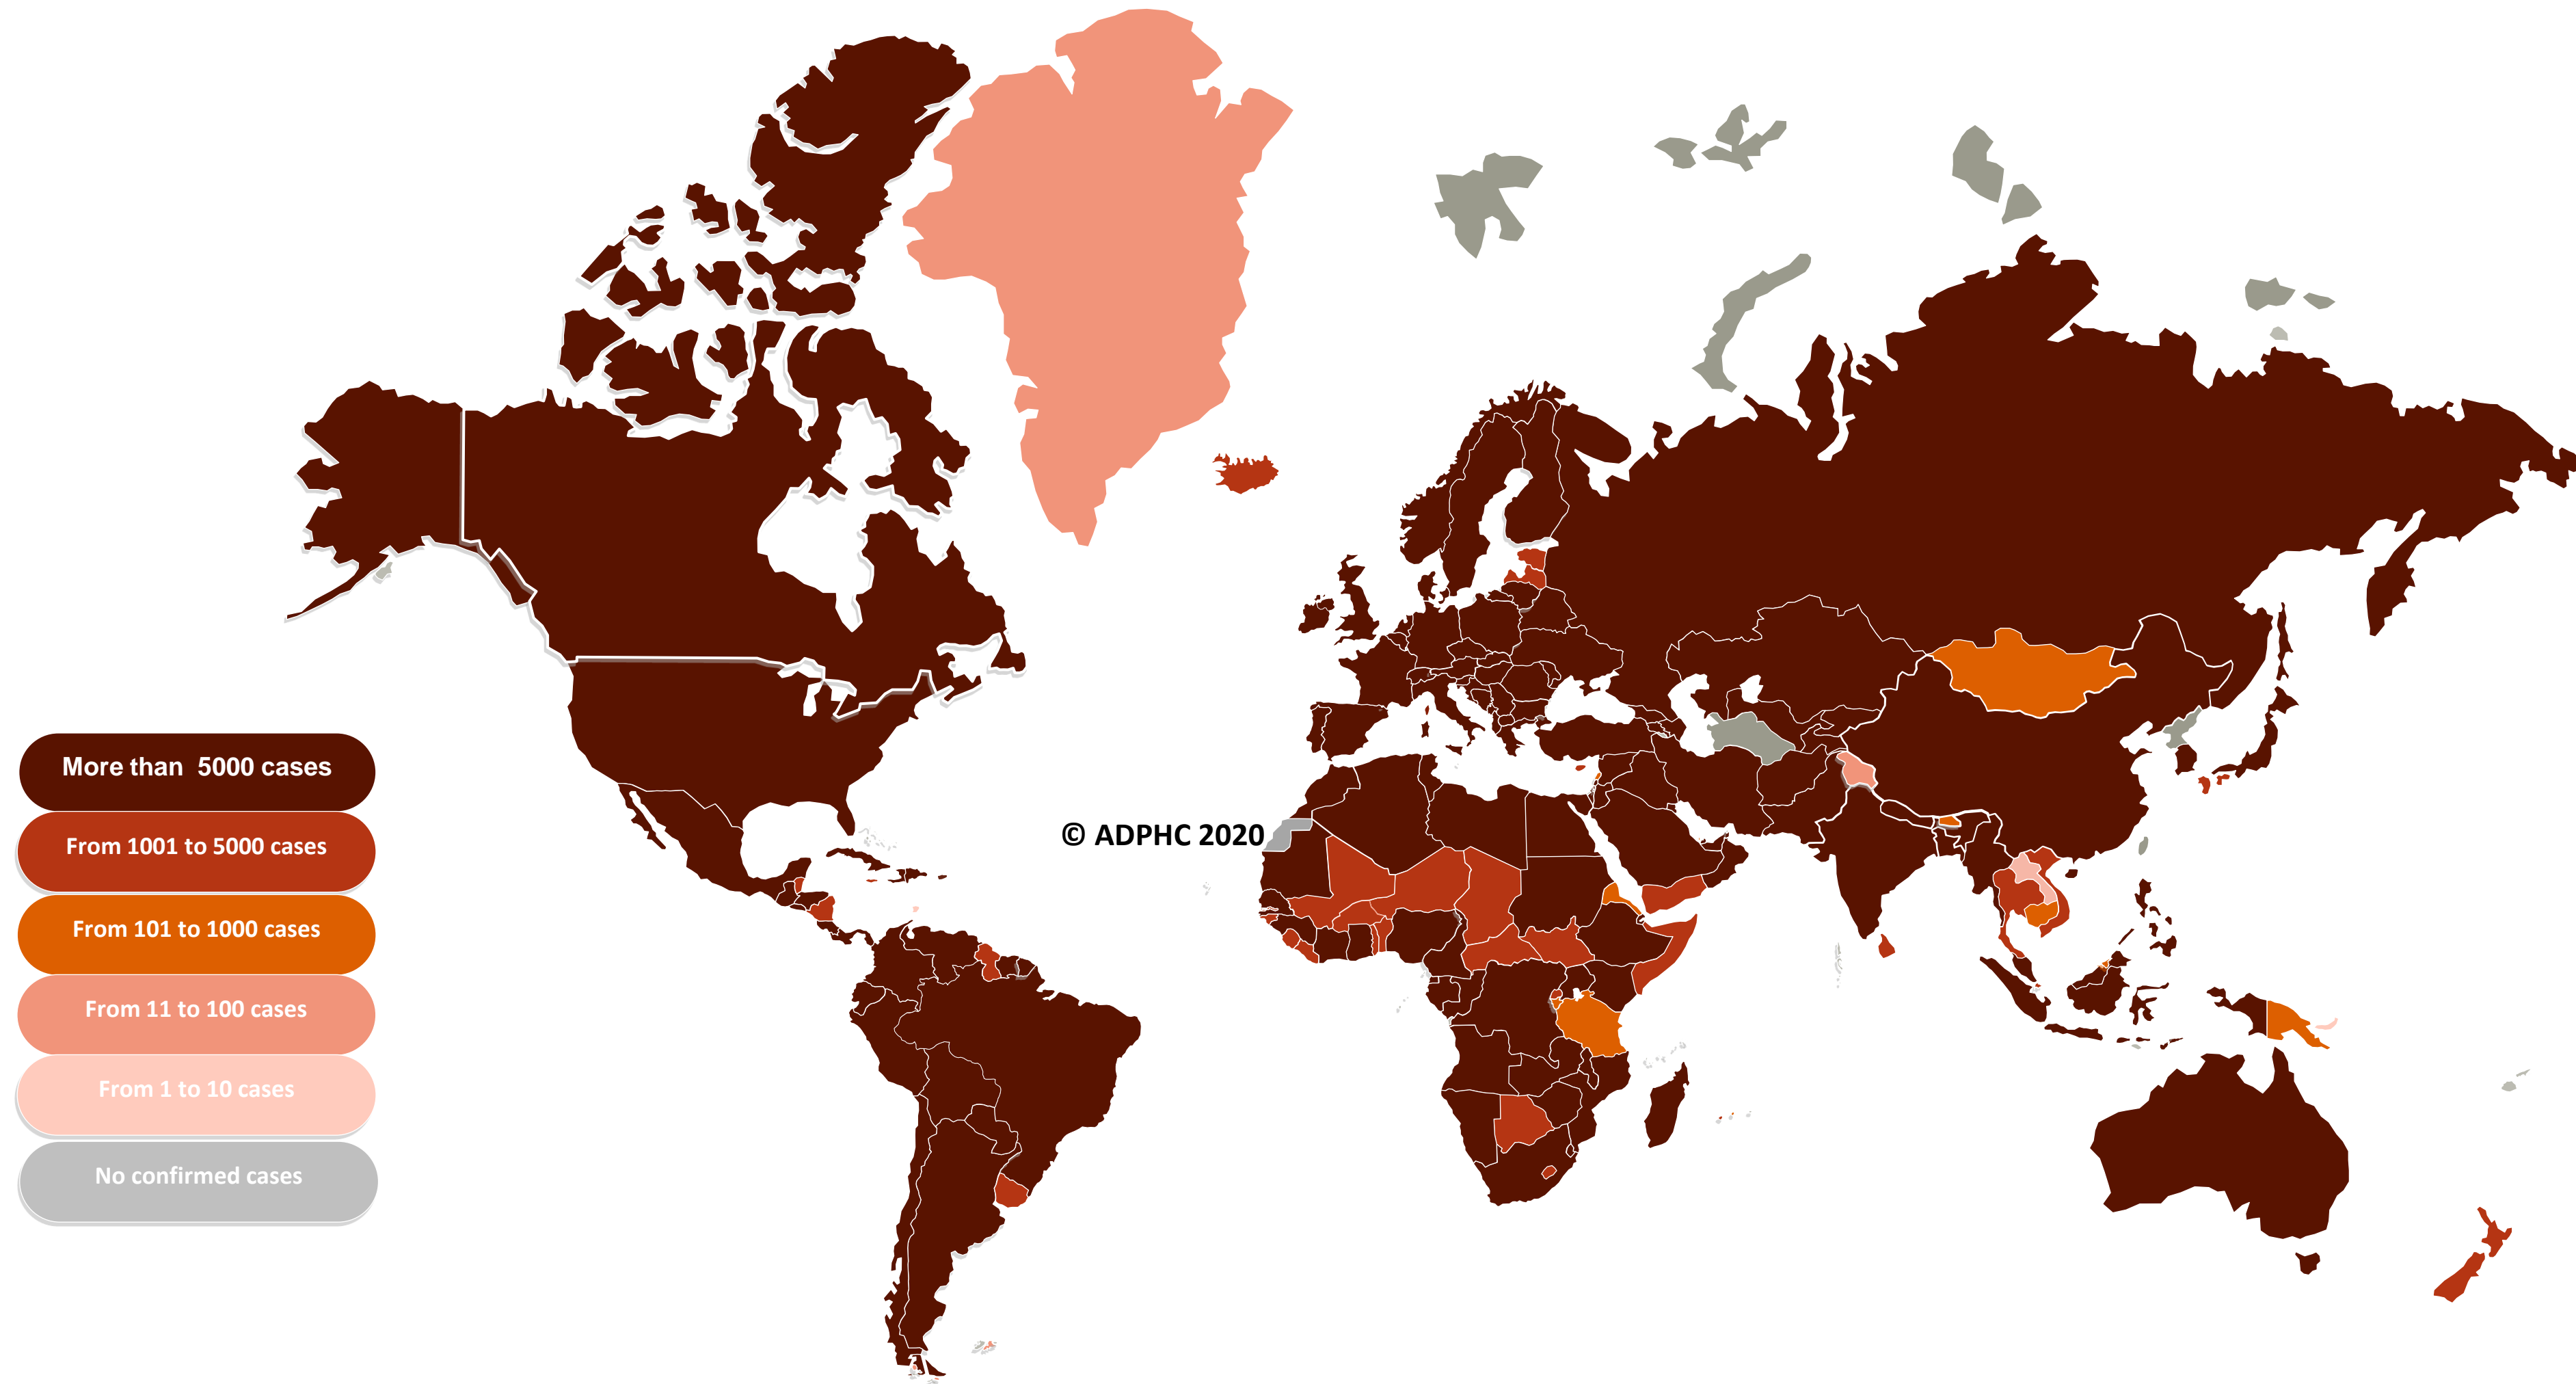 More than  5000 cases
From 1001 to 5000 cases
From 101 to 1000 cases
From 11 to 100 cases
From 1 to 10 cases
No confirmed cases
© ADPHC 2020